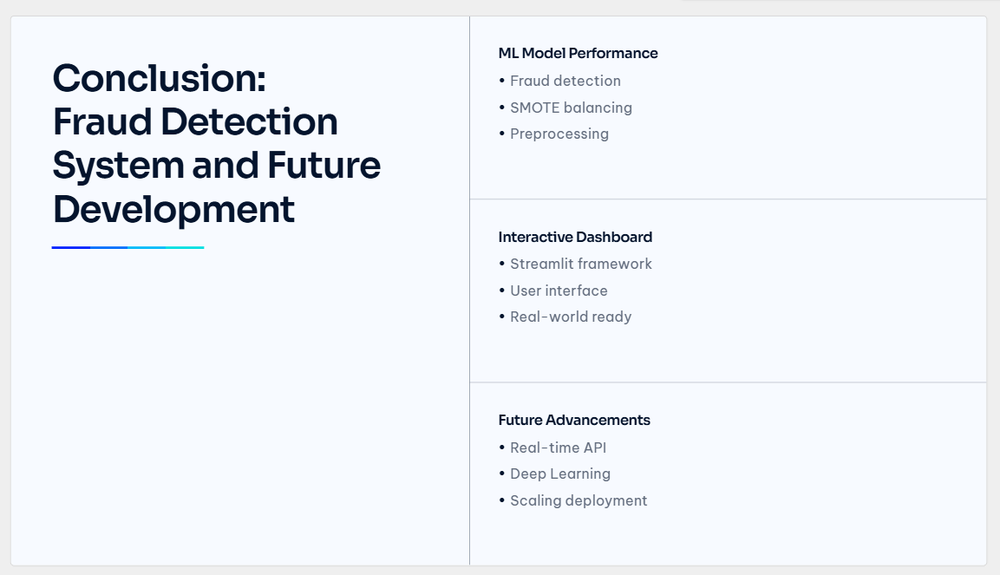 Conclusion:
Fraud Detection
System and Future
Development
ML Model Performance
• Fraud detection
• SMOTE balancing
• Preprocessing
Interactive Dashboard
• Streamlit framework
• User interface
• Real-world ready
Future Advancements
• Real-time API
• Deep Learning
• Scaling deployment